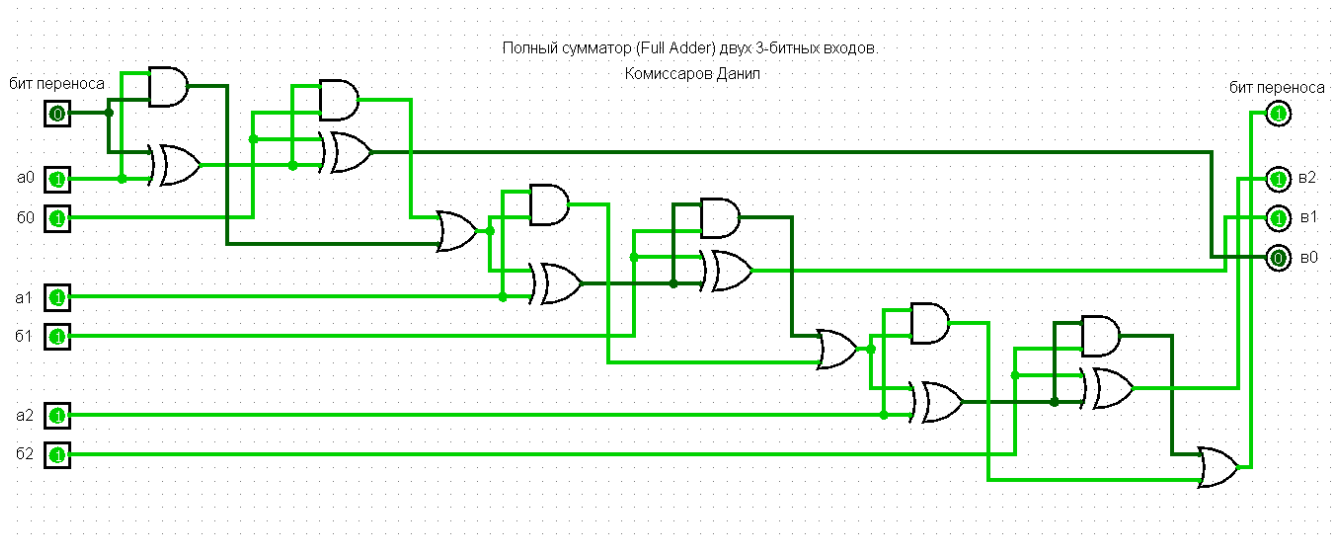 Полный сумматор (Full Adder) двух 3-битных входов.
Комиссаров Данил
бит переноса
0
бит переноса
1
а0 1
в2
1
б0 1
в1
1
в0
0
а1 1
б1 1
а2 1
б2 1